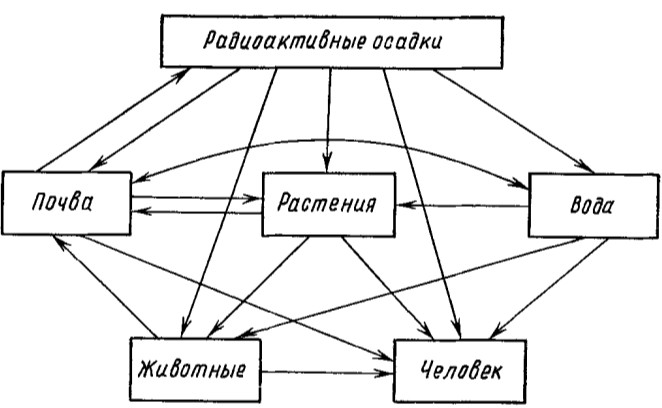 Радиоактивные осадки
Почва
Растения
Вода
Животные
Человек